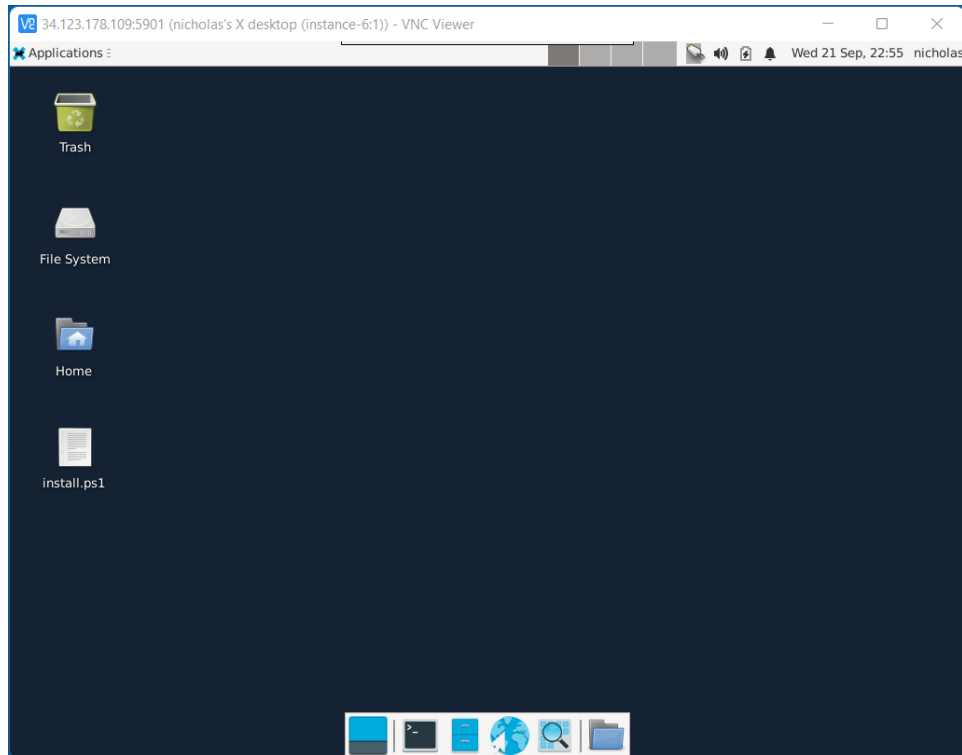 34.123.178.109:5901 (nicholas's X desktop (instance-6:1)) - VNC Viewer
Applications Wed 21 Sep, 22:55 nicholas
Trash
File System
Home
install.ps1